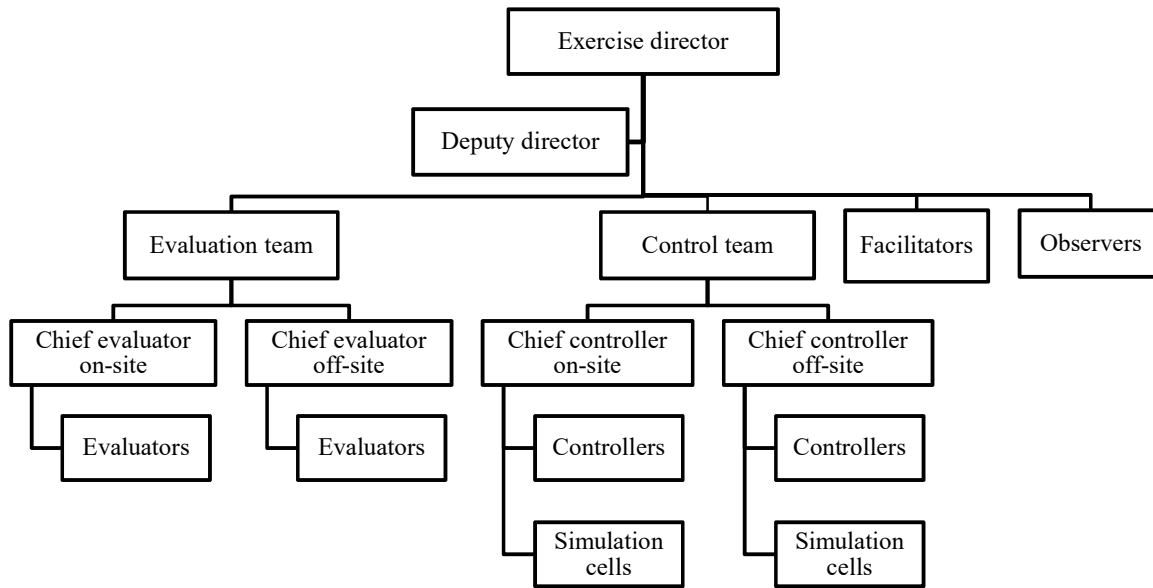 Exercise director
Deputy director
Evaluation team
Control team
Facilitators
Observers
Chief evaluator
on-site
Chief evaluator
off-site
Chief controller
on-site
Chief controller
off-site
Evaluators
Evaluators
Controllers
Controllers
Simulation
cells
Simulation
cells